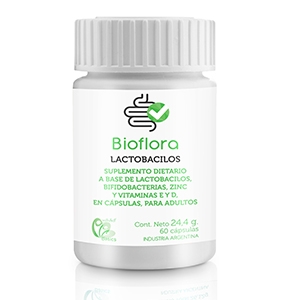 Bioflora
LACTOBACILOS
SUPLEMENTO DIETARIO
A BASE DE LACTOBACILOS,
BIFIDOBACTERIAS, ZINC
Y VITAMINAS E Y D,
EN CÁPSULAS, PARA ADULTOS
Cont. Neto 24,4 g.
60 cápsulas
INDUSTRIA ARGENTINA